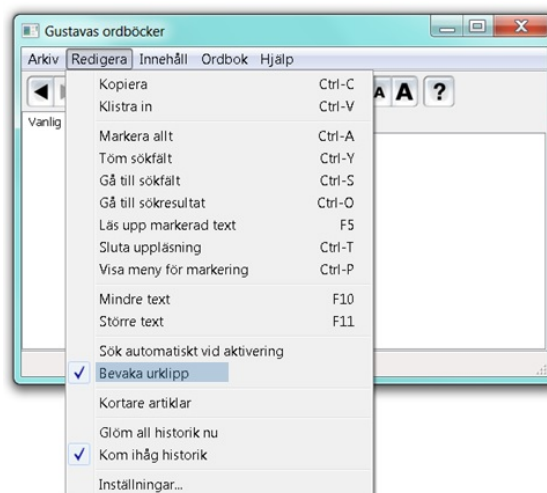 Gustavas ordböcker
Arkiv Redigera Innehåll Ordbok Hjälp
A A ?
Vanlig
Kopiera Ctrl-C
Klistra in Ctrl-V
Markera allt Ctrl-A
Töm sökfält Ctrl-Y
Gå till sökfält Ctrl-S
Gå till sökresultat Ctrl-O
Läs upp markerad text F5
Sluta uppläsning Ctrl-T
Visa meny för markering Ctrl-P
Mindre text F10
Större text F11
Sök automatiskt vid aktivering
Bevaka urklipp
Kortare artiklar
Glöm all historik nu
Kom ihåg historik
Inställningar...